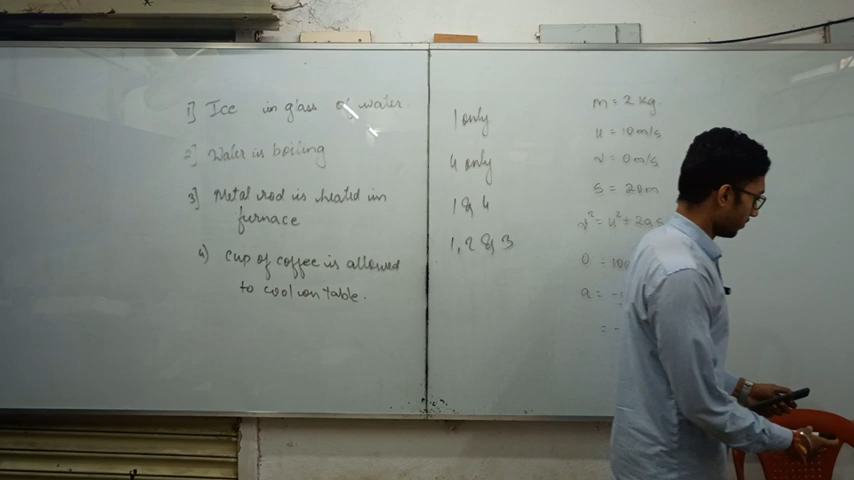 1] Ice in glass of water
2] Water is boiling
3] Metal rod is heated in
furnace
4) Cup of coffee is allowed
to cool on table.
1 only
4 only
1 & 4
1, 2 & 3
m = 2 kg.
u = 10 m/s
v = 0 m/s
s = 20m
v² = u² + 2as
0 = 100
a = -
= -